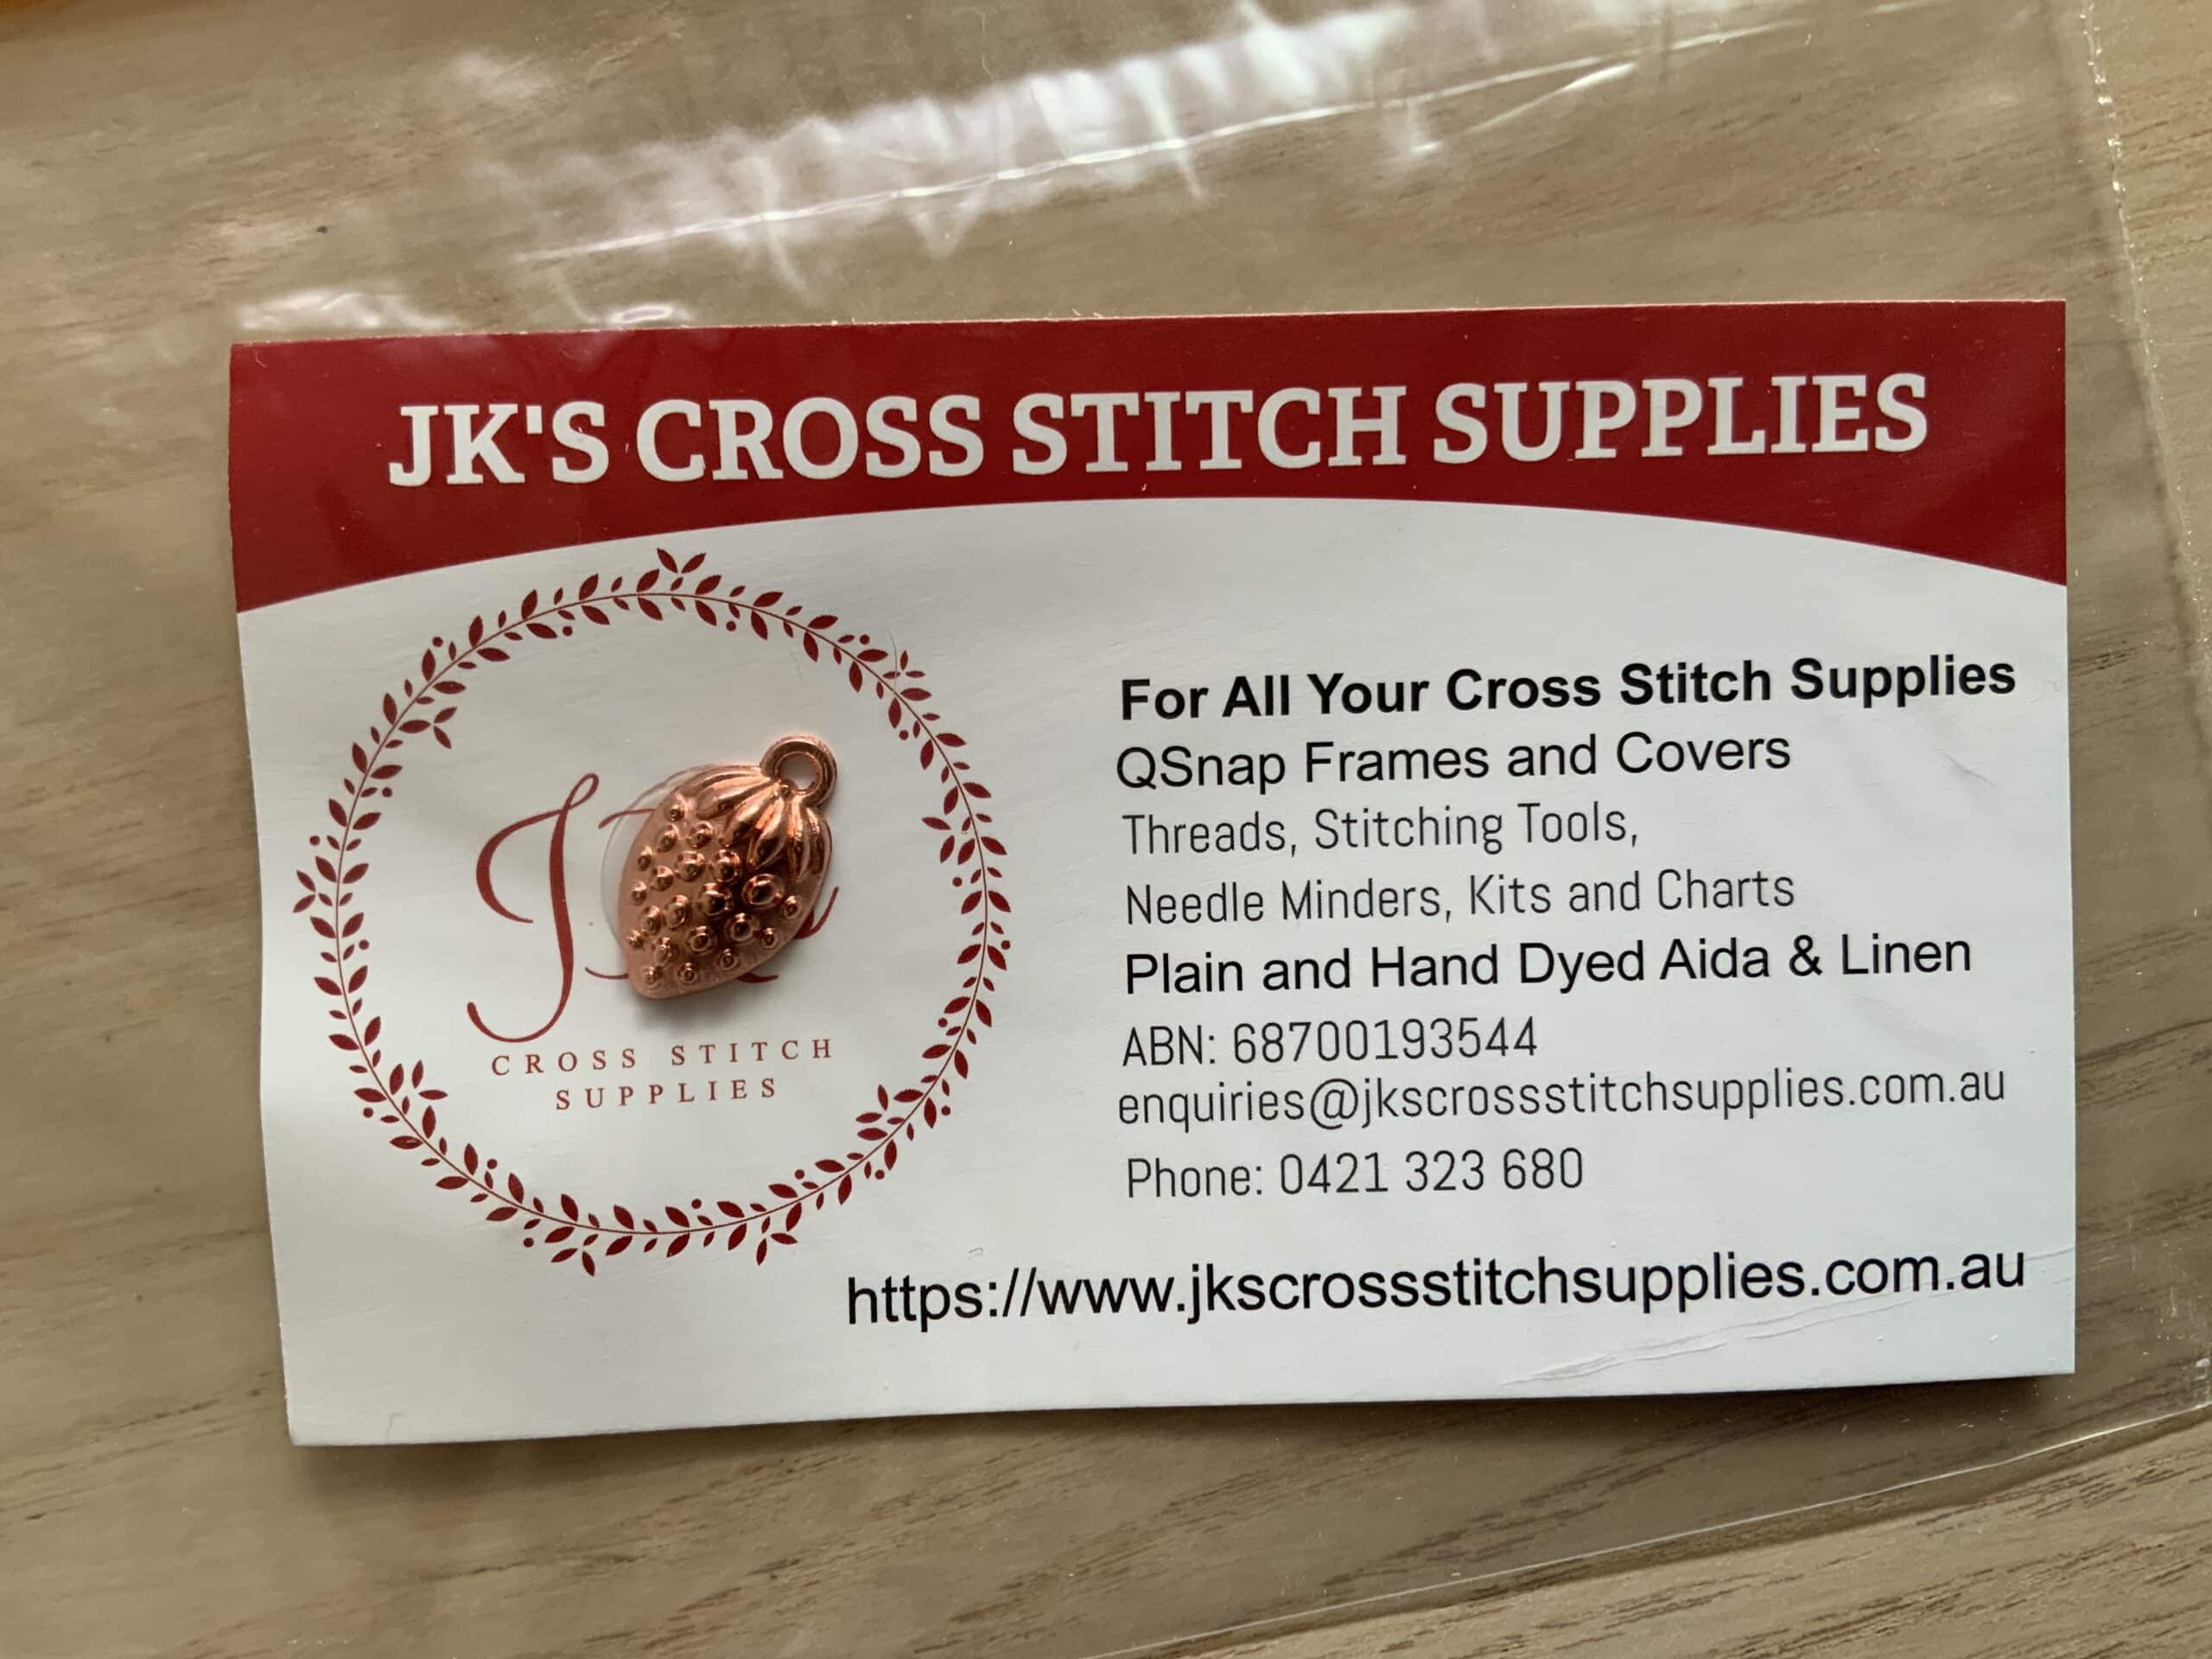 JK'S CROSS STITCH SUPPLIES
CROSS STITCH
SUPPLIES
For All Your Cross Stitch Supplies
QSnap Frames and Covers
Threads, Stitching Tools,
Needle Minders, Kits and Charts
Plain and Hand Dyed Aida & Linen
ABN: 68700193544
enquiries@jkscrossstitchsupplies.com.au
Phone: 0421 323 680
https://www.jkscrossstitchsupplies.com.au